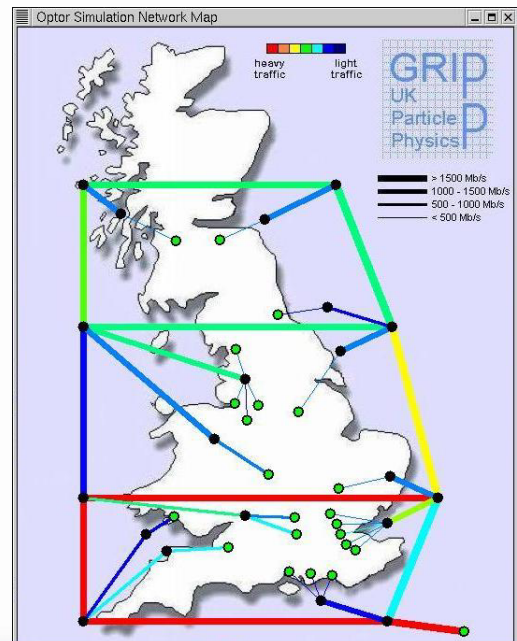 Optor Simulation Network Map
heavy
traffic
light
traffic
GRIDPP
UK
Particle
Physics
> 1500 Mb/s
1000 - 1500 Mb/s
500 - 1000 Mb/s
< 500 Mb/s